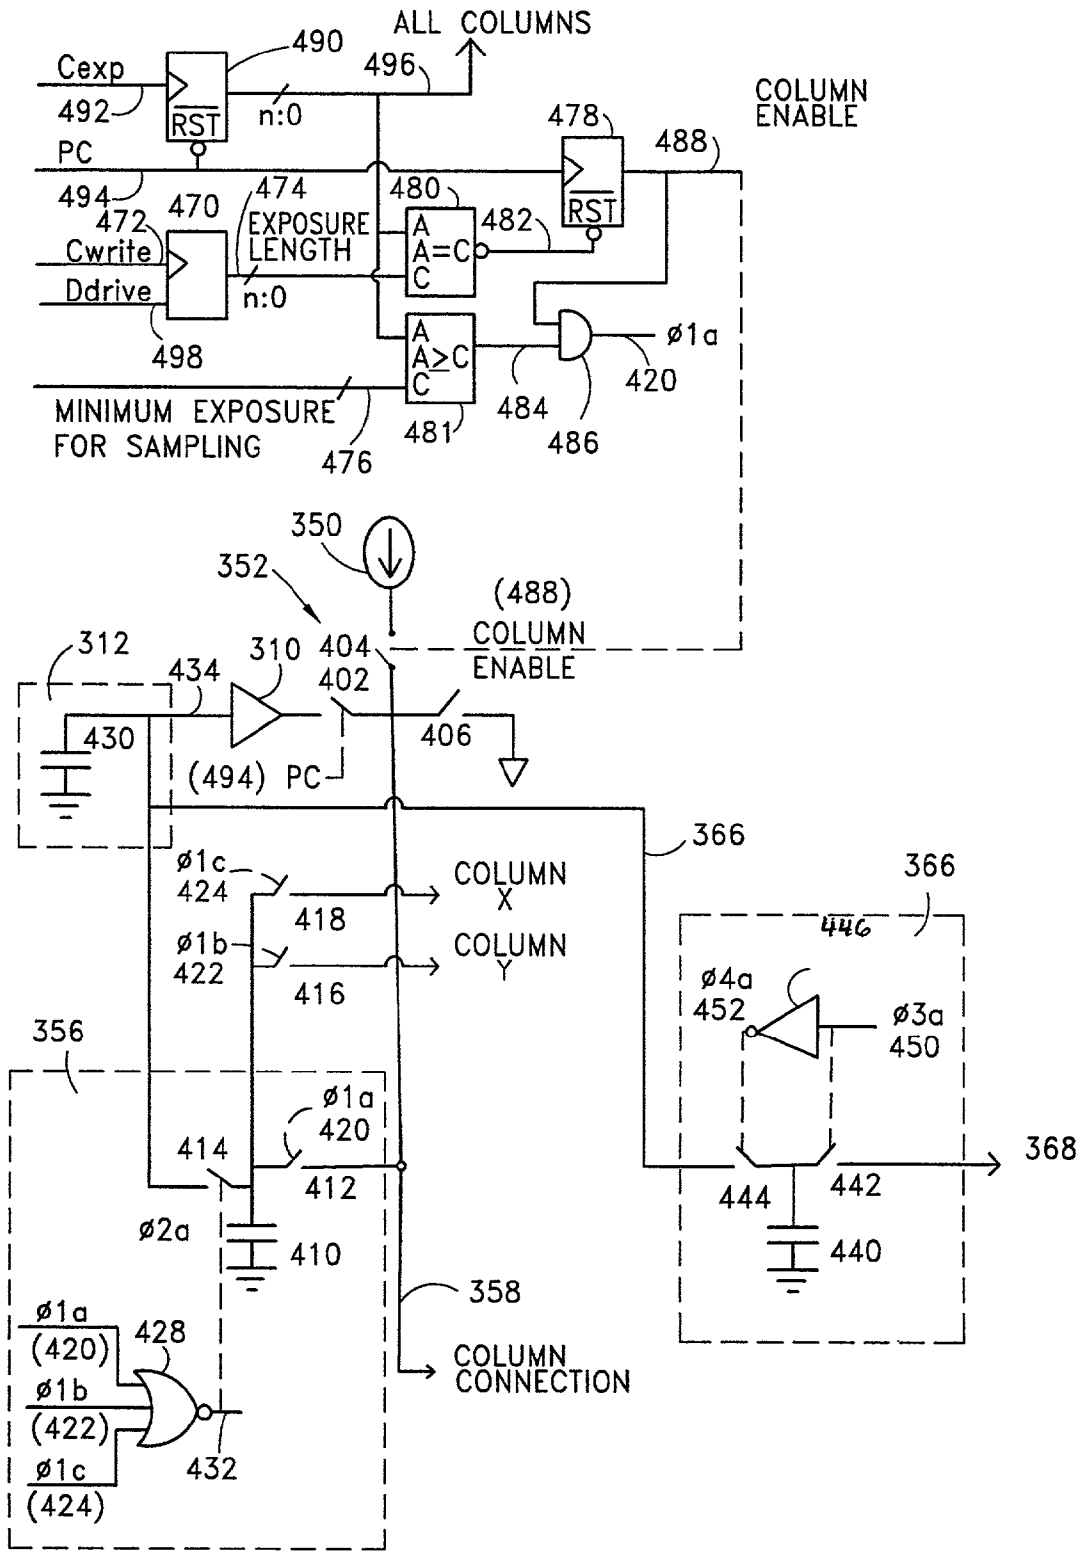 ALL COLUMNS
490
Cexp
496
492
RST
n:0
COLUMN
ENABLE
478
488
PC
494
474
480
RST
470
472
EXPOSURE
LENGTH
482
A
A=C
C
Cwrite
Ddrive
n:0
498
A
A≥C
C
ø1a
420
484
486
481
MINIMUM EXPOSURE
FOR SAMPLING
476
350
352
(488)
COLUMN
ENABLE
404
402
312
310
434
430
406
(494) PC
366
366
ø1c
424
418
COLUMN
X
446
ø1b
422
416
COLUMN
Y
ø4a
452
ø3a
450
356
ø1a
420
414
412
444
442
368
ø2a
410
440
358
ø1a
(420)
428
COLUMN
CONNECTION
ø1b
(422)
432
ø1c
(424)